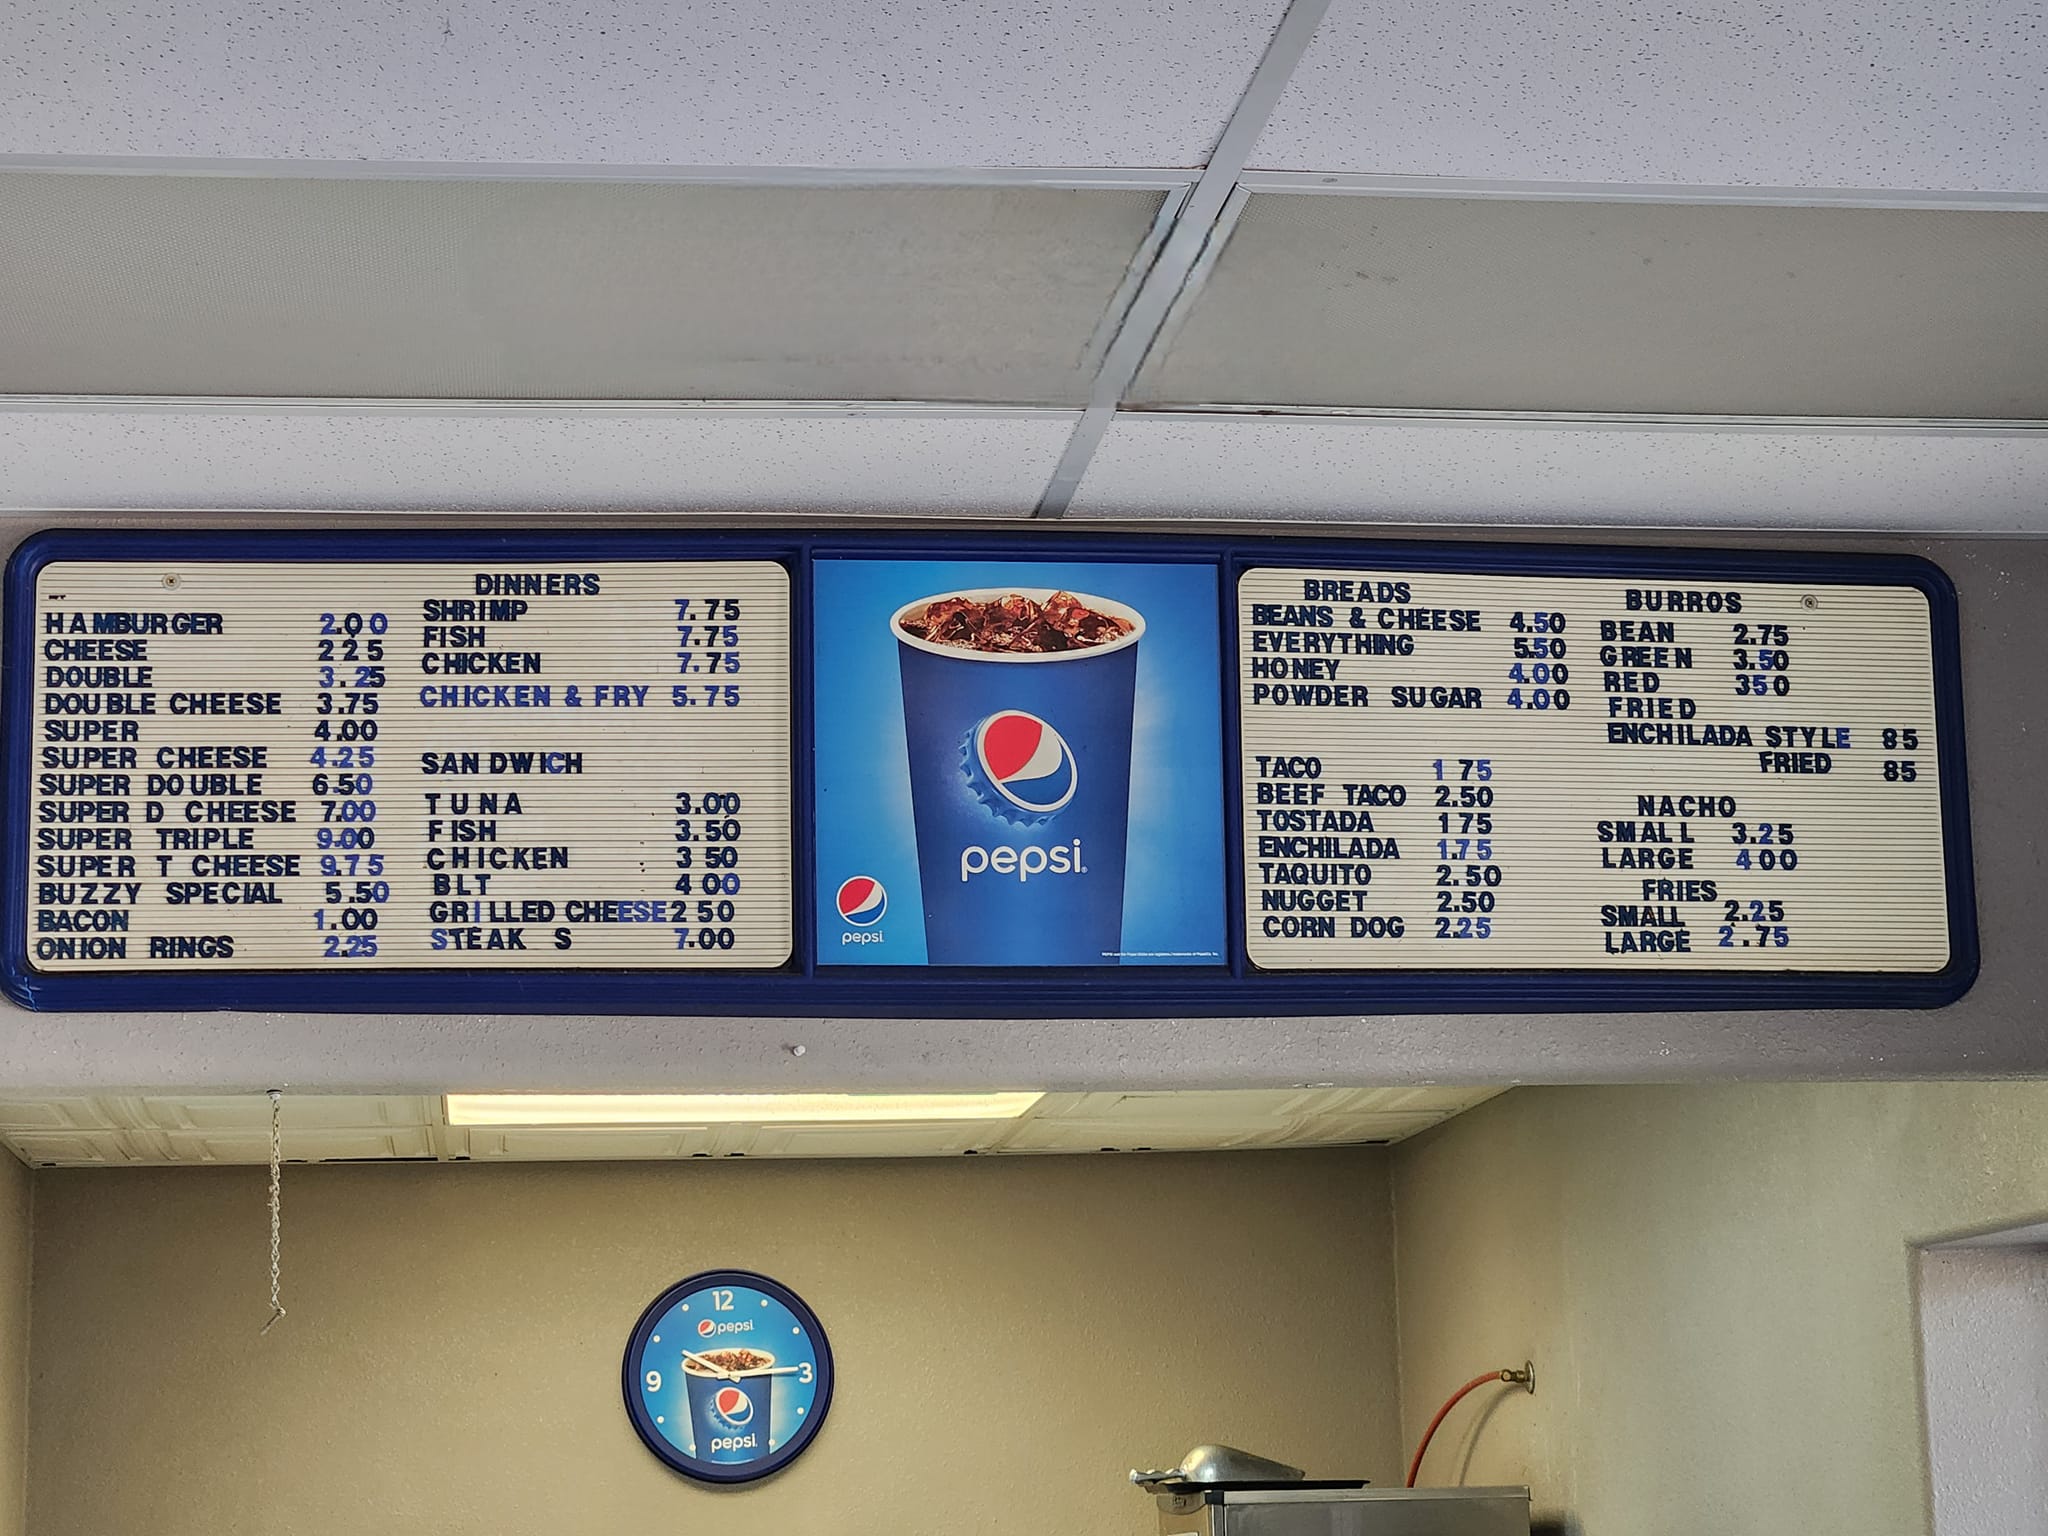 HAMBURGER 2.00
CHEESE 2 25
DOUBLE 3.25
DOUBLE CHEESE 3.75
SUPER 4.00
SUPER CHEESE 4.25
SUPER DOUBLE 6.50
SUPER D CHEESE 7.00
SUPER TRIPLE 9.00
SUPER T CHEESE 9.75
BUZZY SPECIAL 5.50
BACON 1.00
ONION RINGS 2.25
DINNERS
SHRIMP 7.75
FISH 7.75
CHICKEN 7.75
CHICKEN & FRY 5.75
SANDWICH
TUNA 3.00
FISH 3.50
CHICKEN 3 50
BLT 4 00
GRILLED CHEESE 2 50
STEAK S 7.00
pepsi
pepsi
BREADS
BEANS & CHEESE 4.50
EVERYTHING 5.50
HONEY 4.00
POWDER SUGAR 4.00
TACO 1 75
BEEF TACO 2.50
TOSTADA 1 75
ENCHILADA 1.75
TAQUITO 2.50
NUGGET 2.50
CORN DOG 2.25
BURROS
BEAN 2.75
GREEN 3.50
RED 350
FRIED
ENCHILADA STYLE 85
FRIED 85
NACHO
SMALL 3.25
LARGE 4 00
FRIES
SMALL 2.25
LARGE 2.75
12
pepsi
9 3
pepsi